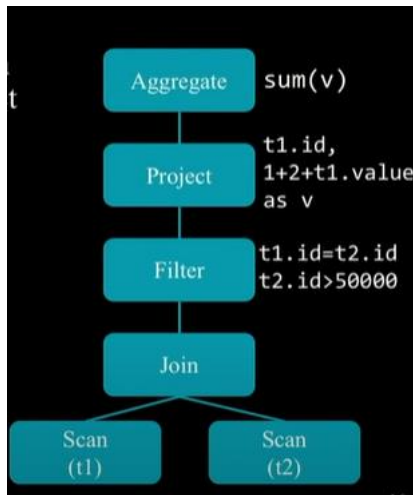 t
Aggregate
sum(v)
Project
t1.id,
1+2+t1.value
as v
Filter
t1.id=t2.id
t2.id>50000
Join
Scan
(t1)
Scan
(t2)